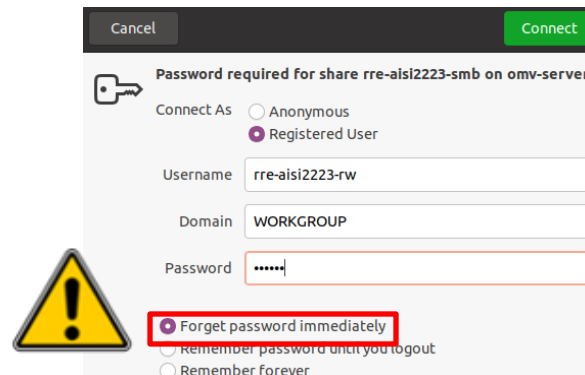 Cancel
Connect
Password required for share rre-aisi2223-smb on omv-server
Connect As
Anonymous
Registered User
Username rre-aisi2223-rw
Domain WORKGROUP
Password ••••••
Forget password immediately
Remember password until you logout
Remember forever